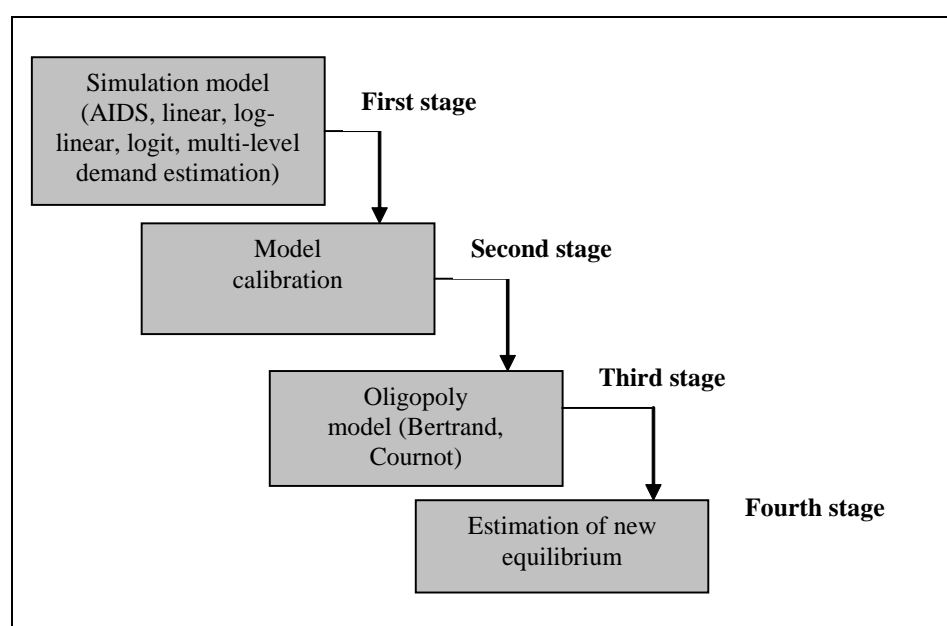 Simulation model
(AIDS, linear, log-
linear, logit, multi-level
demand estimation)
First stage
Model
calibration
Second stage
Oligopoly
model (Bertrand,
Cournot)
Third stage
Estimation of new
equilibrium
Fourth stage